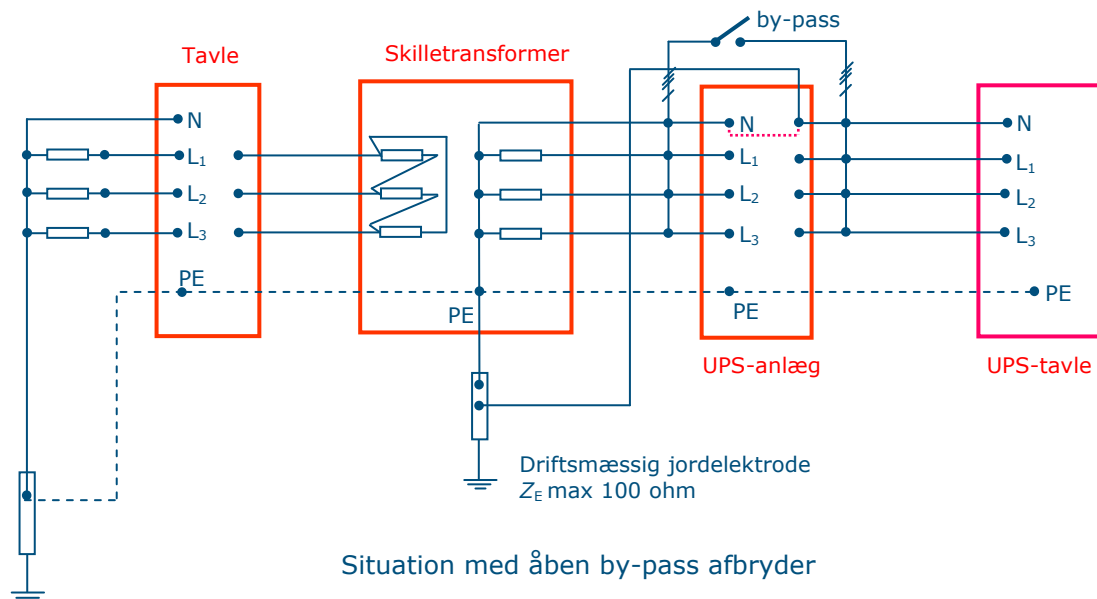 by-pass
Tavle
Skilletransformer
N
L1
L2
L3
PE
PE
N
L1
L2
L3
PE
UPS-anlæg
N
L1
L2
L3
PE
UPS-tavle
Driftsmæssig jordelektrode
ZE max 100 ohm
Situation med åben by-pass afbryder